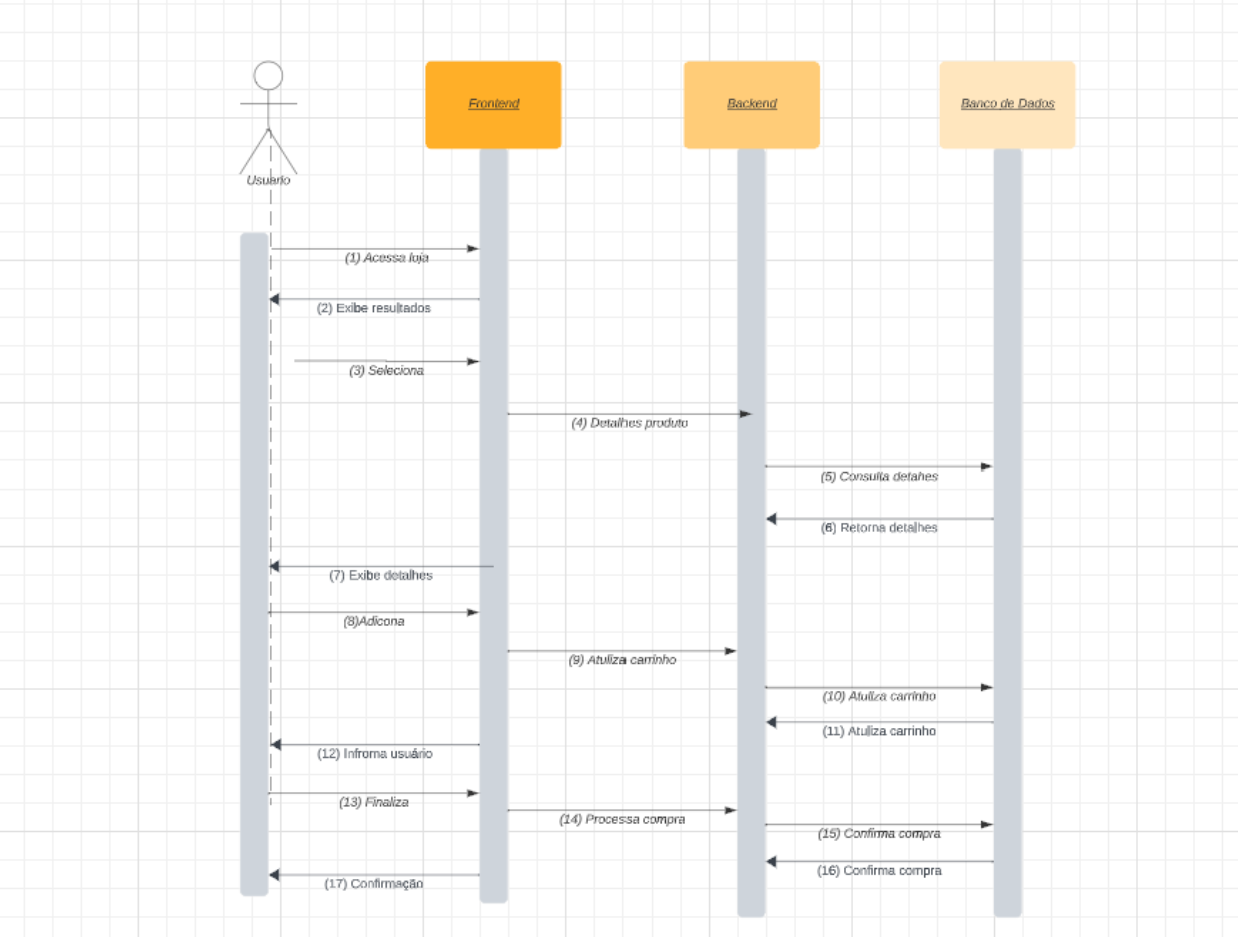 Frontend
Backend
Banco de Dados
Usuario
(1) Acessa loja
(2) Exibe resultados
(3) Seleciona
(4) Detalhes produto
(5) Consulta detahes
(6) Retorna detalhes
(7) Exibe detalhes
(8)Adicona
(9) Atuliza carrinho
(10) Atuliza carrinho
(11) Atuliza carrinho
(12) Infroma usuário
(13) Finaliza
(14) Processa compra
(15) Confirma compra
(16) Confirma compra
(17) Confirmação